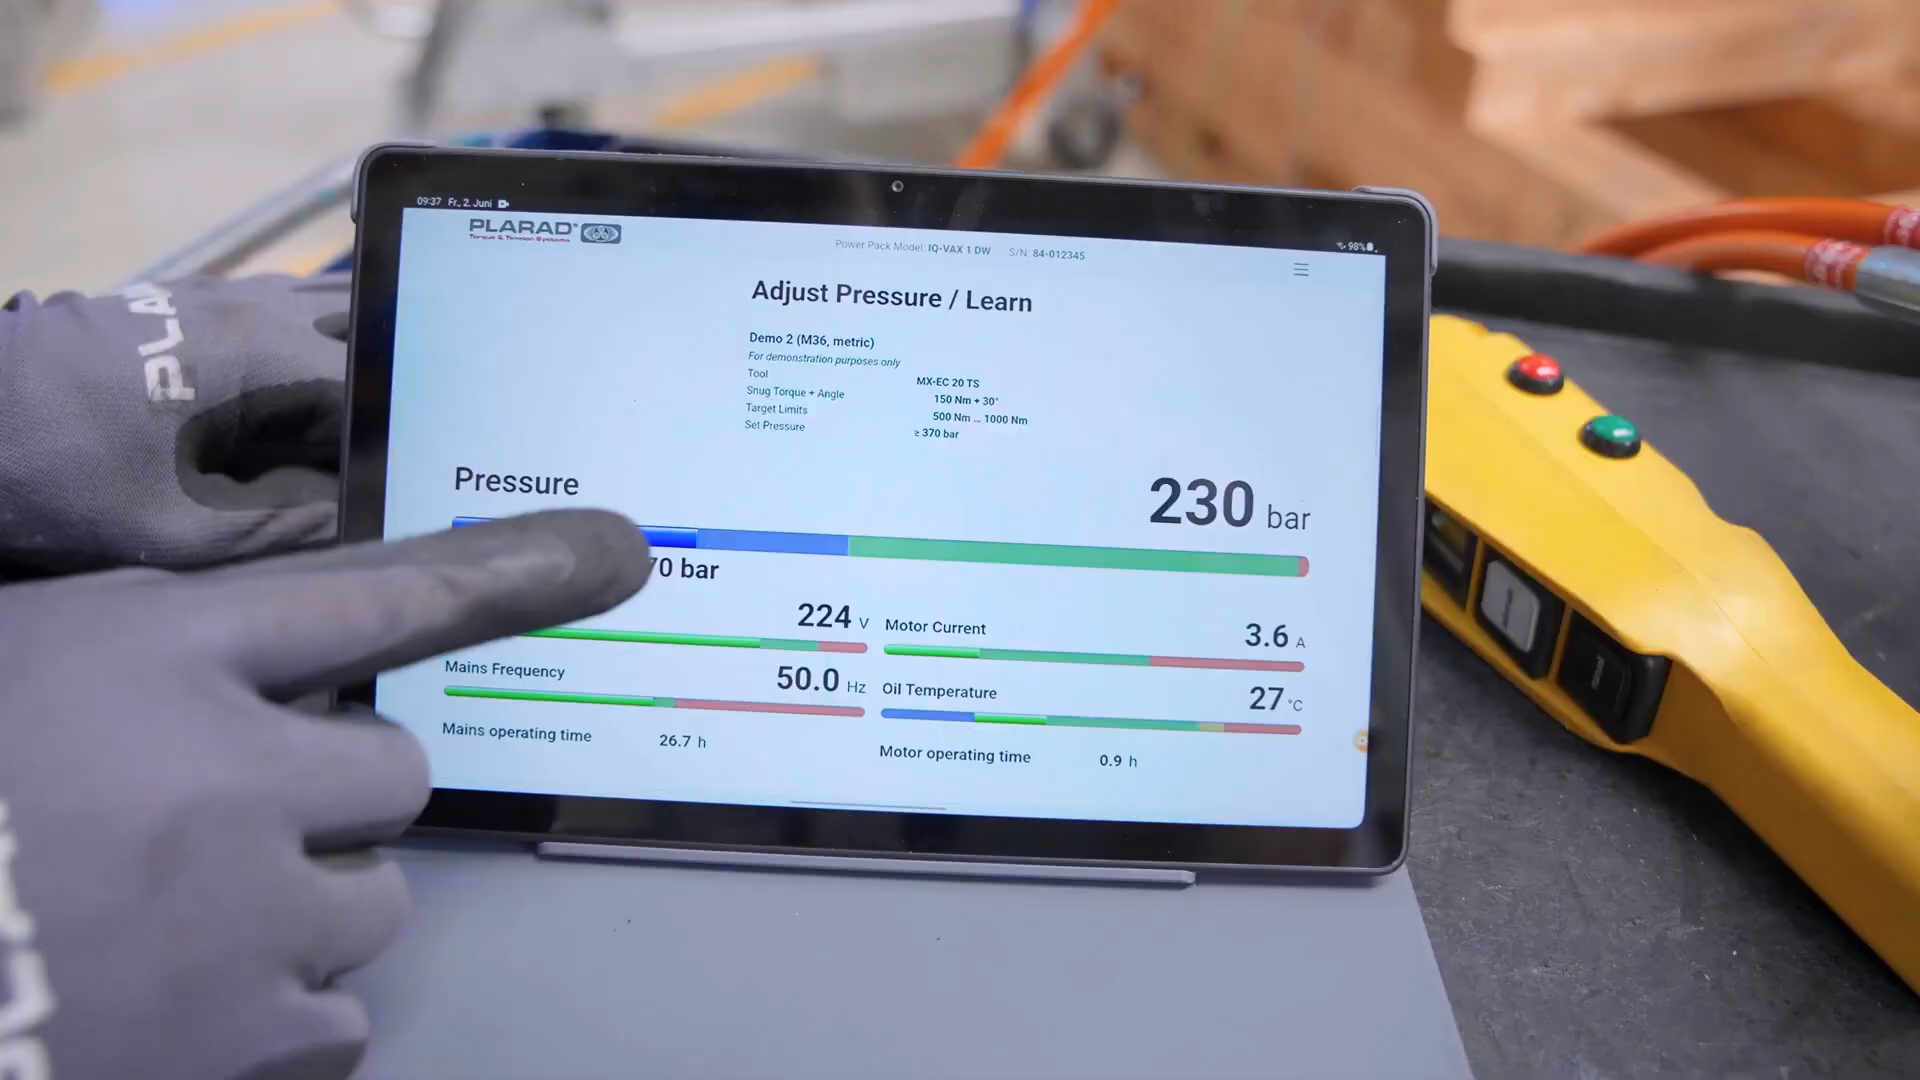 09:37 Fr., 2. Juni
98%
PLARAD
Torque & Tension Systems
Power Pack Model: IQ-VAX 1 DW S/N: 84-012345
Adjust Pressure / Learn
Demo 2 (M36, metric)
For demonstration purposes only
Tool MX-EC 20 TS
Snug Torque + Angle 150 Nm + 30°
Target Limits 500 Nm ... 1000 Nm
Set Pressure ≥ 370 bar
Pressure 230 bar
70 bar
224 V
Motor Current 3.6 A
Mains Frequency 50.0 Hz
Oil Temperature 27 °C
Mains operating time 26.7 h
Motor operating time 0.9 h
PLA